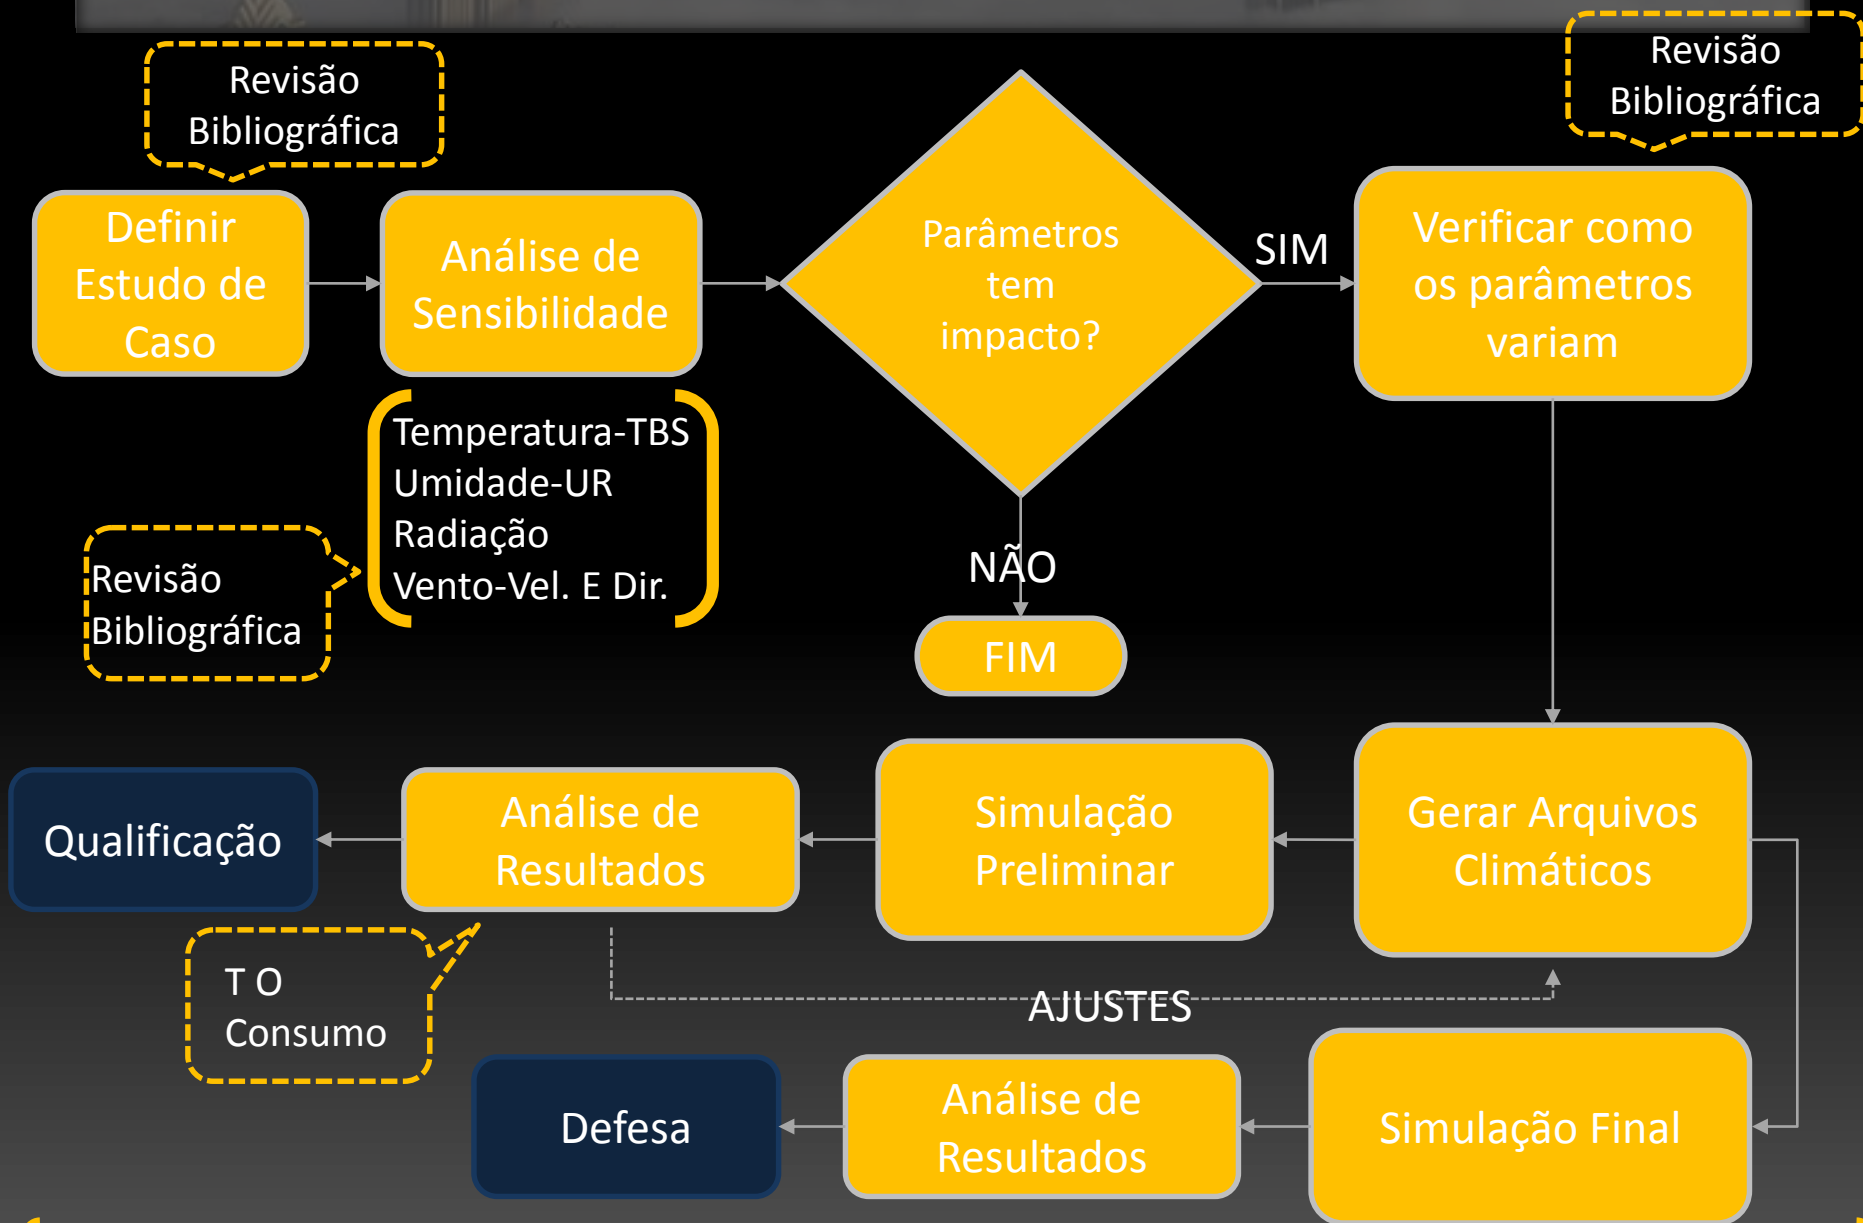 Revisão
Bibliográfica
Revisão
Bibliográfica
Definir
Estudo de
Caso
Análise de
Sensibilidade
Parâmetros
tem
impacto?
SIM
Verificar como
os parâmetros
variam
Temperatura-TBS
Umidade-UR
Radiação
Vento-Vel. E Dir.
Revisão
Bibliográfica
NÃO
FIM
Qualificação
Análise de
Resultados
Simulação
Preliminar
Gerar Arquivos
Climáticos
T O
Consumo
AJUSTES
Defesa
Análise de
Resultados
Simulação Final